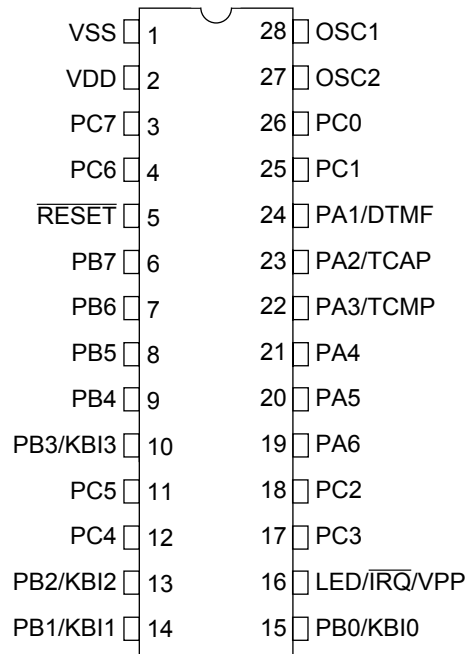 VSS 1 28 OSC1
VDD 2 27 OSC2
PC7 3 26 PC0
PC6 4 25 PC1
R̅E̅S̅E̅T̅ 5 24 PA1/DTMF
PB7 6 23 PA2/TCAP
PB6 7 22 PA3/TCMP
PB5 8 21 PA4
PB4 9 20 PA5
PB3/KBI3 10 19 PA6
PC5 11 18 PC2
PC4 12 17 PC3
PB2/KBI2 13 16 LED/I̅R̅Q̅/VPP
PB1/KBI1 14 15 PB0/KBI0